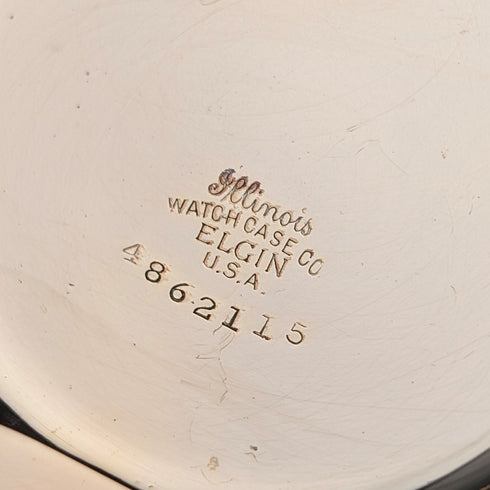 Illinois
WATCH CASE CO
ELGIN
U.S.A.
4862115